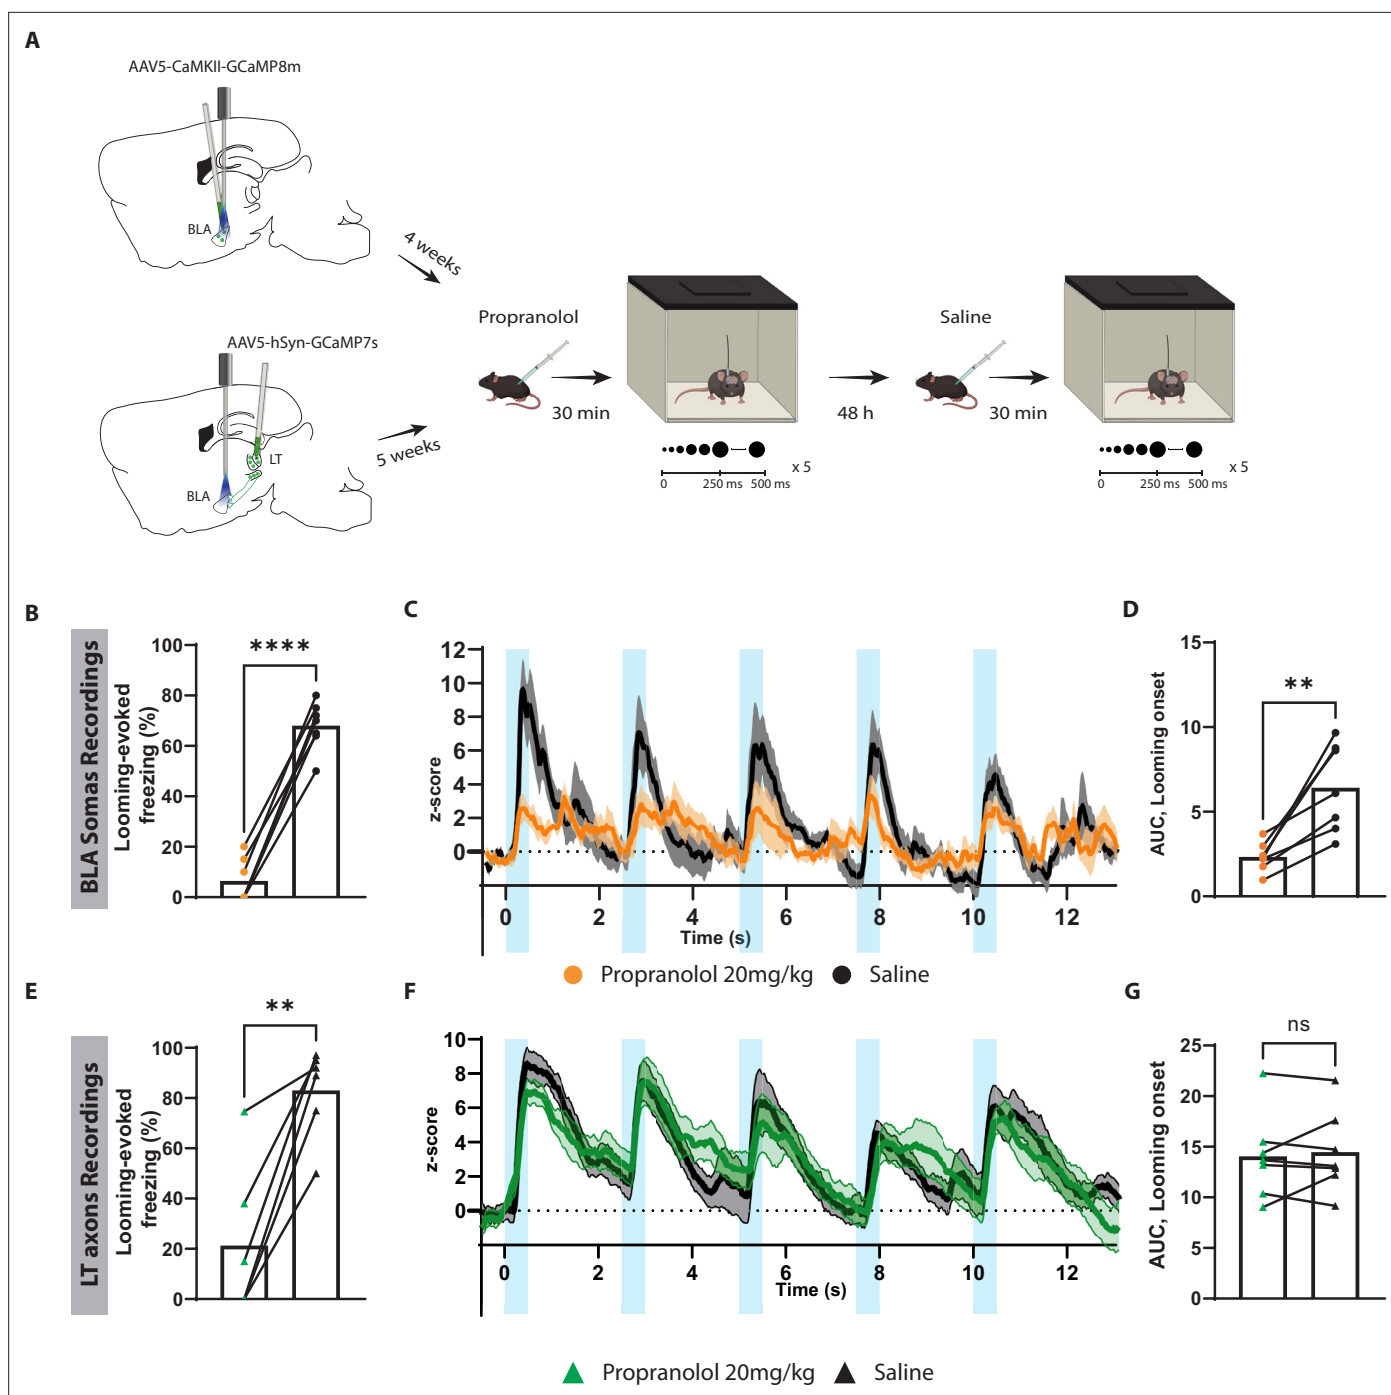 A
AAV5-CaMKII-GCaMP8m
BLA
4 weeks
AAV5-hSyn-GCaMP7s
LT
BLA
5 weeks
Propranolol
30 min
48 h
Saline
30 min
0 250 ms 500 ms
x 5
0 250 ms 500 ms
x 5
B
BLA Somas Recordings
Looming-evoked
freezing (%)
100
80
60
40
20
0
****
C
z-score
12
10
8
6
4
2
0
0 2 4 6 8 10 12
Time (s)
D
AUC, Looming onset
15
10
5
0
**
Propranolol 20mg/kg Saline
E
LT axons Recordings
Looming-evoked
freezing (%)
100
80
60
40
20
0
**
F
z-score
10
8
6
4
2
0
0 2 4 6 8 10 12
Time (s)
G
AUC, Looming onset
25
20
15
10
5
0
ns
Propranolol 20mg/kg Saline